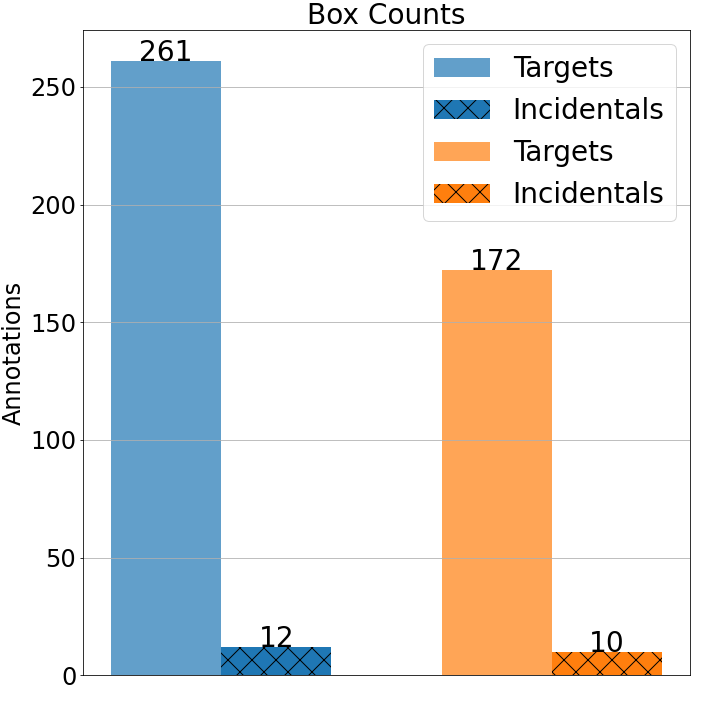 Box Counts
261
Targets
Incidentals
Targets
Incidentals
172
12
10
Annotations
250
200
150
100
50
0